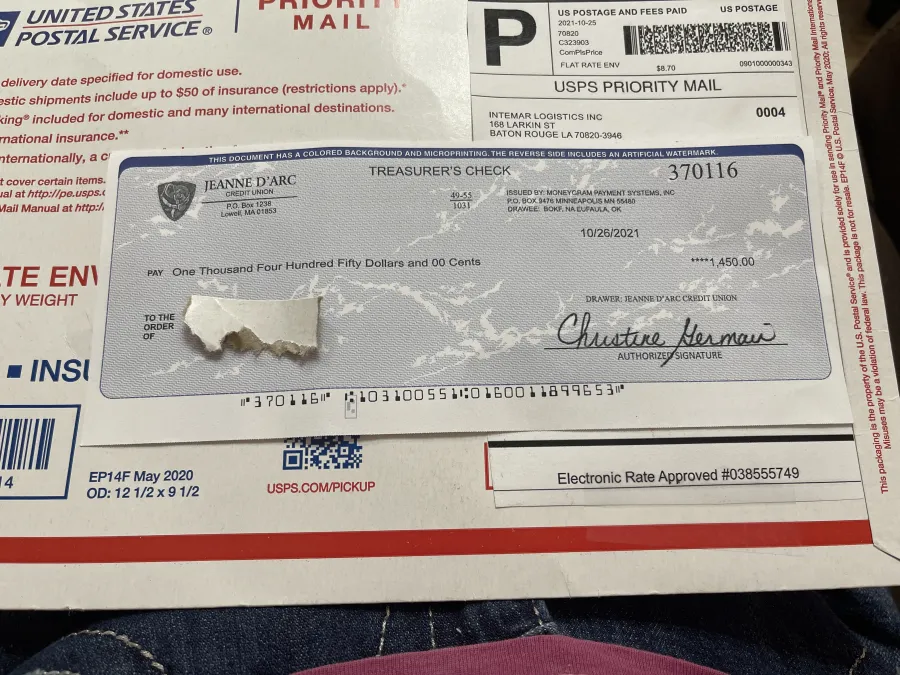 UNITED STATES
POSTAL SERVICE®
PRIORITY
MAIL
delivery date specified for domestic use.
estic shipments include up to $50 of insurance (restrictions apply).*
king® included for domestic and many international destinations.
rnational insurance.**
nternationally, a c
t cover certain items.
ual at http://pe.usps.c
Mail Manual at http:/
P
US POSTAGE AND FEES PAID
US POSTAGE
2021-10-25
70820
C323903
ComPlsPrice
FLAT RATE ENV
$8.70
0901000000343
USPS PRIORITY MAIL
INTEMAR LOGISTICS INC
0004
168 LARKIN ST
BATON ROUGE LA 70820-3946
THIS DOCUMENT HAS A COLORED BACKGROUND AND MICROPRINTING. THE REVERSE SIDE INCLUDES AN ARTIFICIAL WATERMARK.
JEANNE D'ARC
CREDIT UNION
P.O. Box 1238
Lowell, MA 01853
TREASURER'S CHECK
370116
49-55
1031
ISSUED BY: MONEYGRAM PAYMENT SYSTEMS, INC
P.O. BOX 9476 MINNEAPOLIS MN 55480
DRAWEE: BOKF, NA EUFAULA, OK
10/26/2021
PAY One Thousand Four Hundred Fifty Dollars and 00 Cents
****1,450.00
DRAWER: JEANNE D'ARC CREDIT UNION
TO THE
ORDER
OF
Christine Germain
AUTHORIZED SIGNATURE
⑈370116⑈ ⑆103100551⑆0160011899653⑈
TE ENV
Y WEIGHT
INSU
14
EP14F May 2020
OD: 12 1/2 x 9 1/2
USPS.COM/PICKUP
Electronic Rate Approved #038555749
This packaging is the property of the U.S. Postal Service® and is provided solely for use in sending Priority Mail® and Priority Mail International
Misuses may be a violation of federal law. This package is not for resale. EP14F © U.S. Postal Service; May 2020; All rights reserved